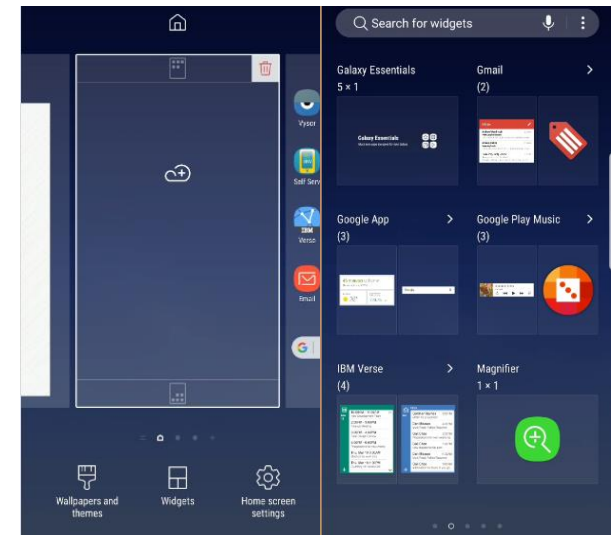 Vysor
Self Serv
IBM
Verse
Email
G
Wallpapers and
themes
Widgets
Home screen
settings
Search for widgets
Galaxy Essentials
5 × 1
Gmail
(2)
Galaxy Essentials
Google App
(3)
Google Play Music
(3)
IBM Verse
(4)
Magnifier
1 × 1